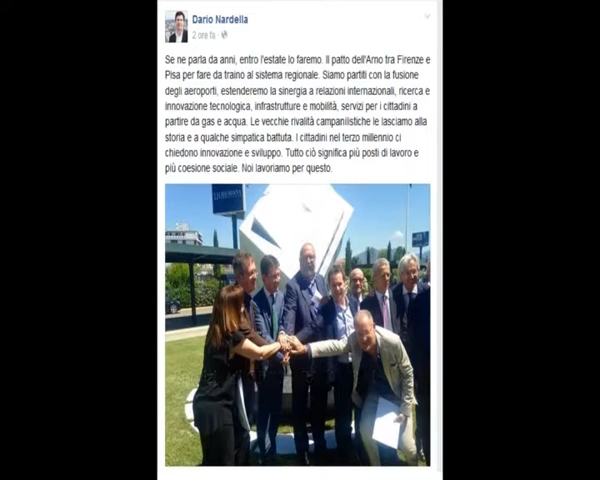 Dario Nardella
2 ore fa ·
Se ne parla da anni, entro l'estate lo faremo. Il patto dell'Arno tra Firenze e
Pisa per fare da traino al sistema regionale. Siamo partiti con la fusione
degli aeroporti, estenderemo la sinergia a relazioni internazionali, ricerca e
innovazione tecnologica, infrastrutture e mobilità, servizi per i cittadini a
partire da gas e acqua. Le vecchie rivalità campanilistiche le lasciamo alla
storia e a qualche simpatica battuta. I cittadini nel terzo millennio ci
chiedono innovazione e sviluppo. Tutto ciò significa più posti di lavoro e
più coesione sociale. Noi lavoriamo per questo.